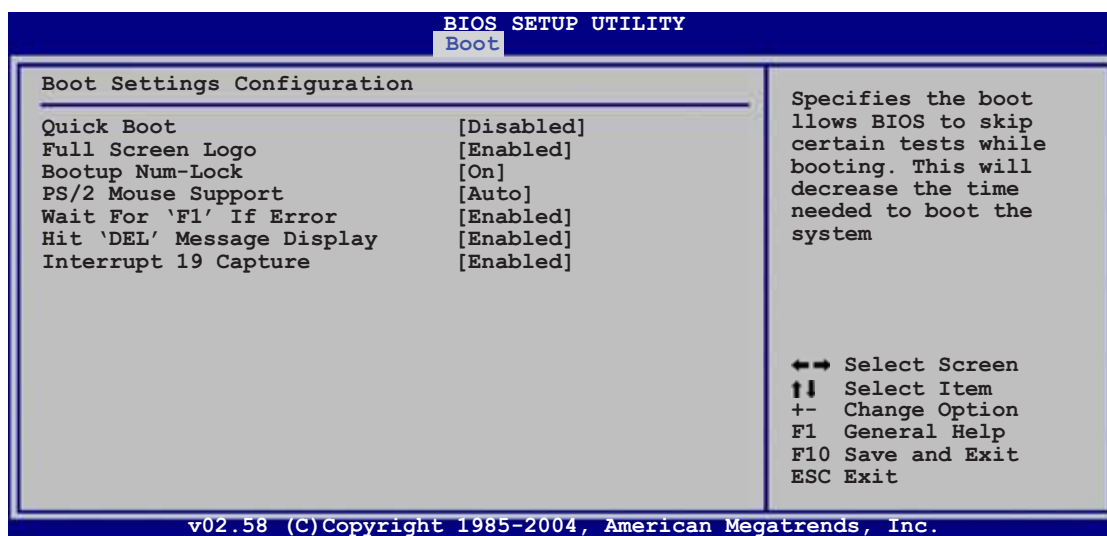 BIOS SETUP UTILITY
Boot
Boot Settings Configuration
Quick Boot [Disabled]
Full Screen Logo [Enabled]
Bootup Num-Lock [On]
PS/2 Mouse Support [Auto]
Wait For ‘F1’ If Error [Enabled]
Hit ‘DEL’ Message Display [Enabled]
Interrupt 19 Capture [Enabled]
Specifies the boot
llows BIOS to skip
certain tests while
booting. This will
decrease the time
needed to boot the
system
←→ Select Screen
↑↓ Select Item
+- Change Option
F1 General Help
F10 Save and Exit
ESC Exit
v02.58 (C)Copyright 1985-2004, American Megatrends, Inc.